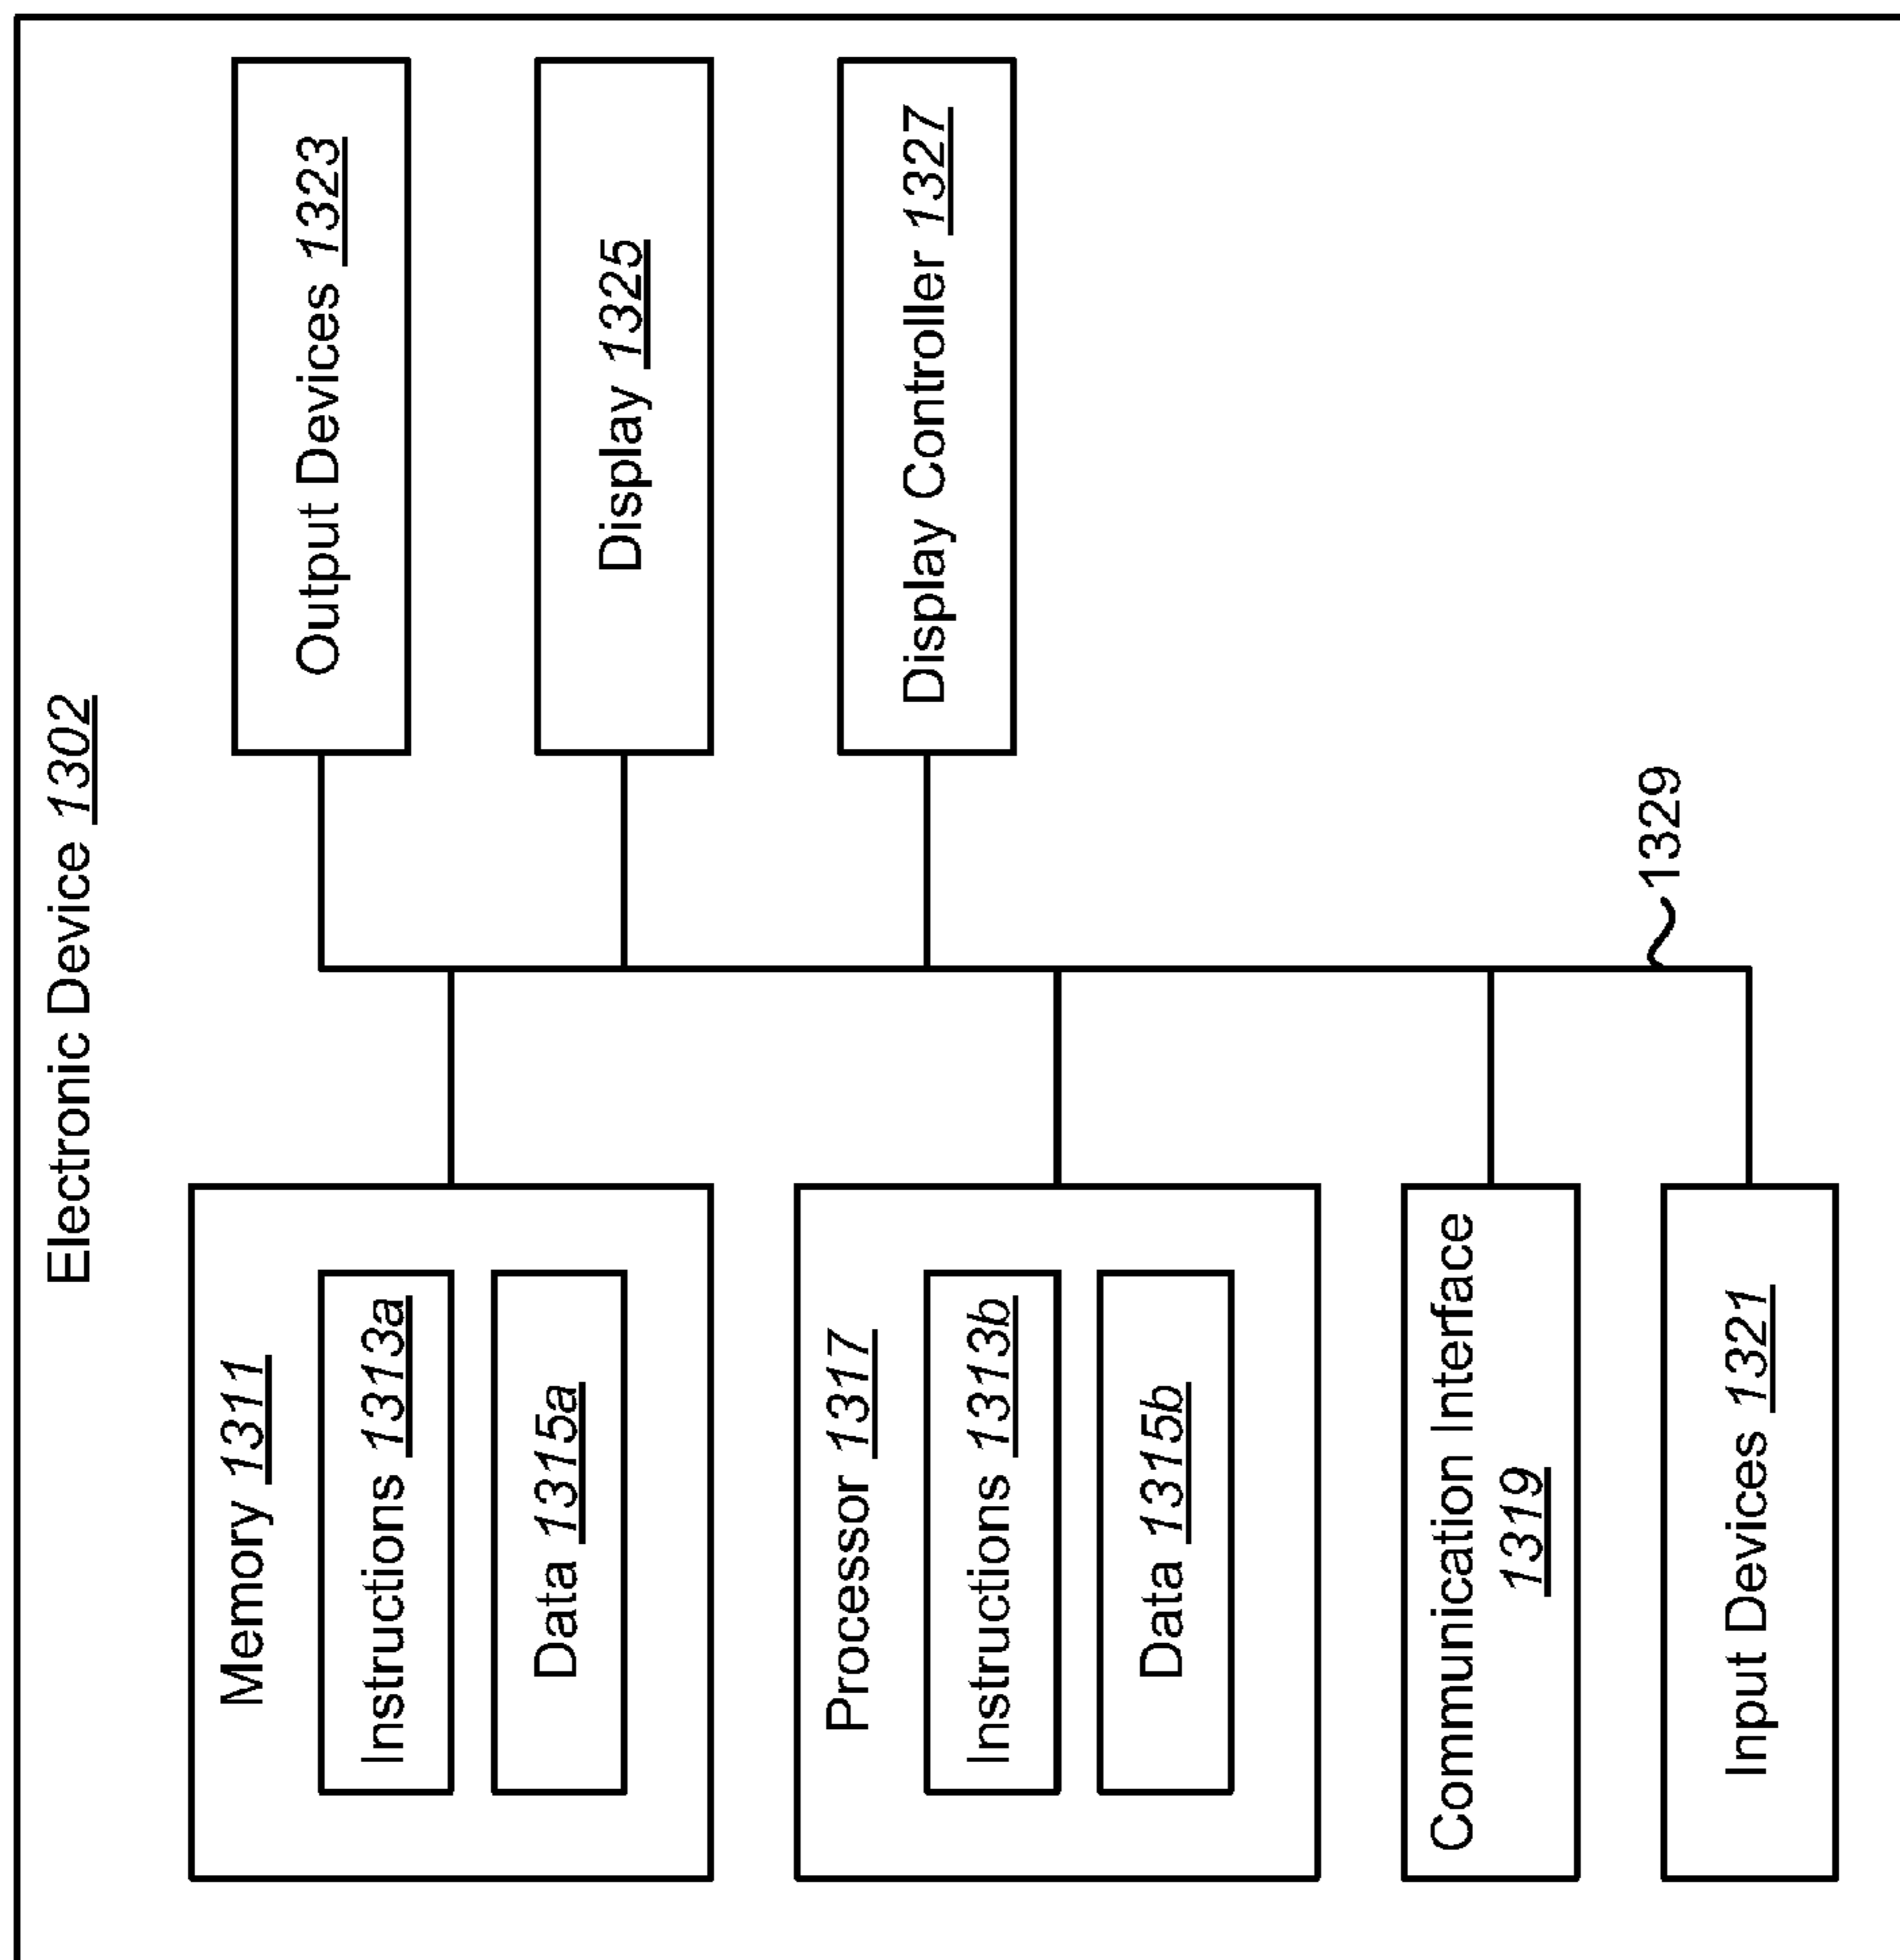 Electronic Device 1302
Memory 1311
Instructions 1313a
Data 1315a
Processor 1317
Instructions 1313b
Data 1315b
Communication Interface
1319
Input Devices 1321
Output Devices 1323
Display 1325
Display Controller 1327
1329